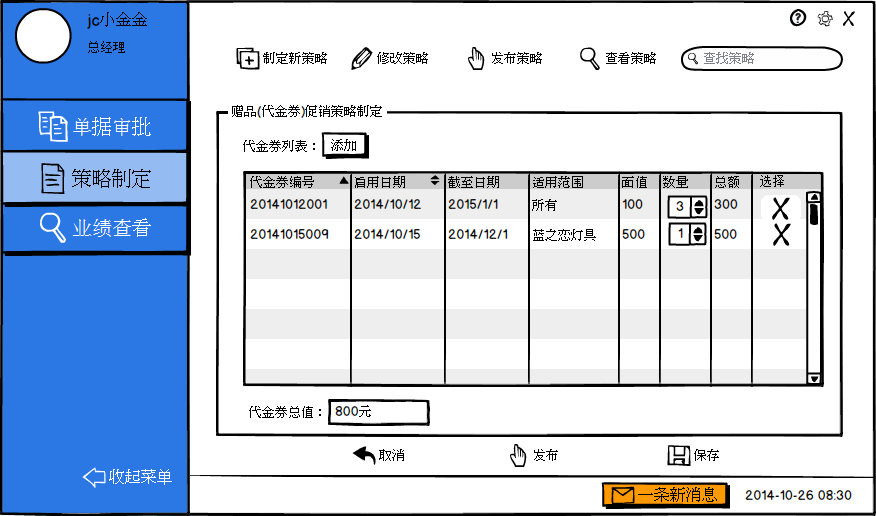 jc小金金
总经理
单据审批
策略制定
业绩查看
收起菜单
制定新策略 修改策略 发布策略 查看策略 查找策略
赠品(代金券)促销策略制定
代金券列表： 添加
代金券编号 启用日期 截至日期 适用范围 面值 数量 总额 选择
20141012001 2014/10/12 2015/1/1 所有 100 3 300 X
20141015009 2014/10/15 2014/12/1 蓝之恋灯具 500 1 500 X
代金券总值： 800元
取消 发布 保存
一条新消息 2014-10-26 08:30